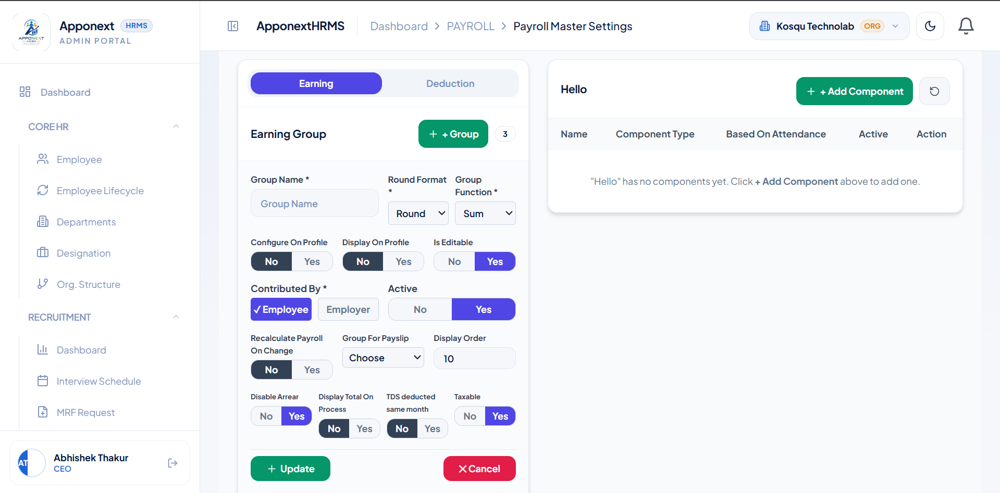 Apponext HRMS
ADMIN PORTAL
APPONEXT
Dashboard
CORE HR
Employee
Employee Lifecycle
Departments
Designation
Org. Structure
RECRUITMENT
Dashboard
Interview Schedule
MRF Request
AT
Abhishek Thakur
CEO
ApponextHRMS
Dashboard > PAYROLL > Payroll Master Settings
Kosqu Technolab ORG
Earning Deduction
Earning Group
+ + Group 3
Group Name *
Group Name
Round Format *
Round
Group Function *
Sum
Configure On Profile
No Yes
Display On Profile
No Yes
Is Editable
No Yes
Contributed By *
✓ Employee Employer
Active
No Yes
Recalculate Payroll On Change
No Yes
Group For Payslip
Choose
Display Order
10
Disable Arrear
No Yes
Display Total On Process
No Yes
TDS deducted same month
No Yes
Taxable
No Yes
+ Update
× Cancel
Hello
+ + Add Component
Name Component Type Based On Attendance Active Action
"Hello" has no components yet. Click + Add Component above to add one.